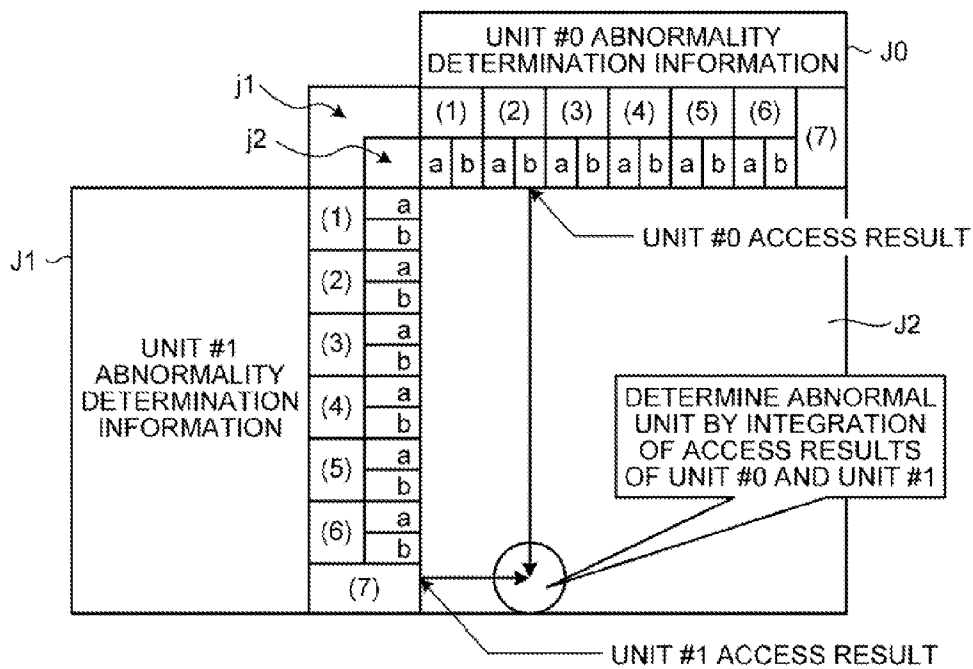 UNIT #0 ABNORMALITY
DETERMINATION INFORMATION
J0
j1
(1) (2) (3) (4) (5) (6) (7)
j2
a b a b a b a b a b a b
UNIT #0 ACCESS RESULT
J1
UNIT #1
ABNORMALITY
DETERMINATION
INFORMATION
(1) a
b
(2) a
b
(3) a
b
(4) a
b
(5) a
b
(6) a
b
(7)
J2
DETERMINE ABNORMAL
UNIT BY INTEGRATION
OF ACCESS RESULTS
OF UNIT #0 AND UNIT #1
UNIT #1 ACCESS RESULT